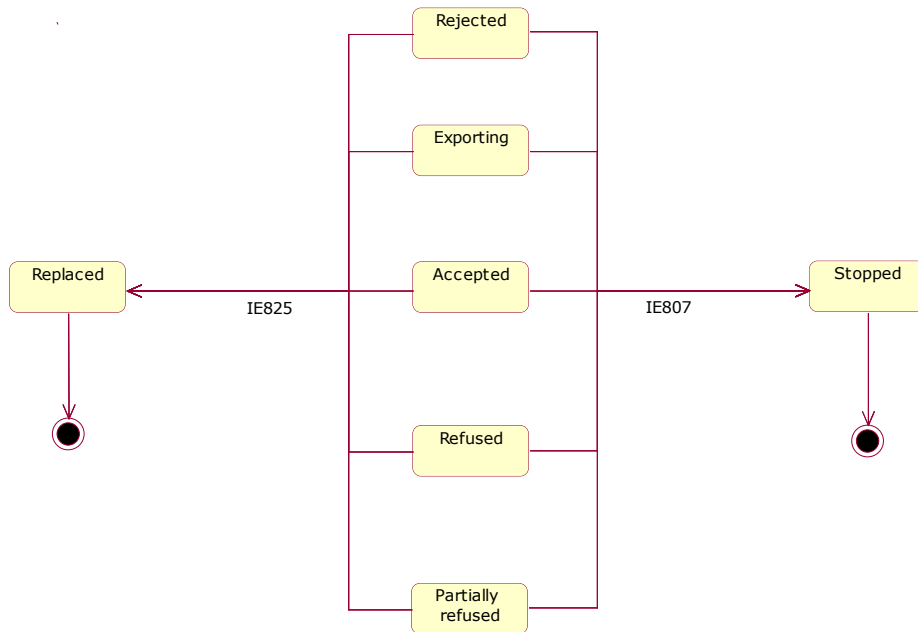 Rejected
Exporting
Replaced
Accepted
Stopped
IE825
IE807
Refused
Partially
refused